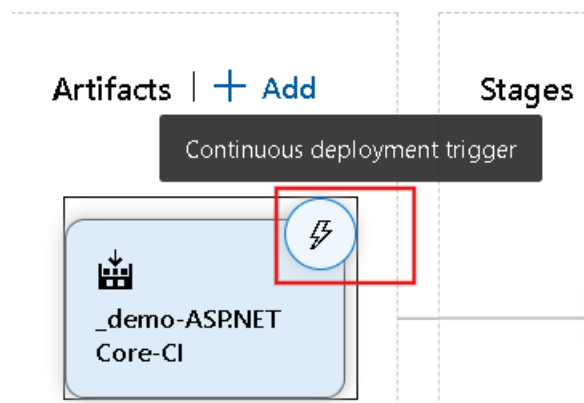 Artifacts | + Add
Stages
Continuous deployment trigger
_demo-ASP.NET
Core-CI